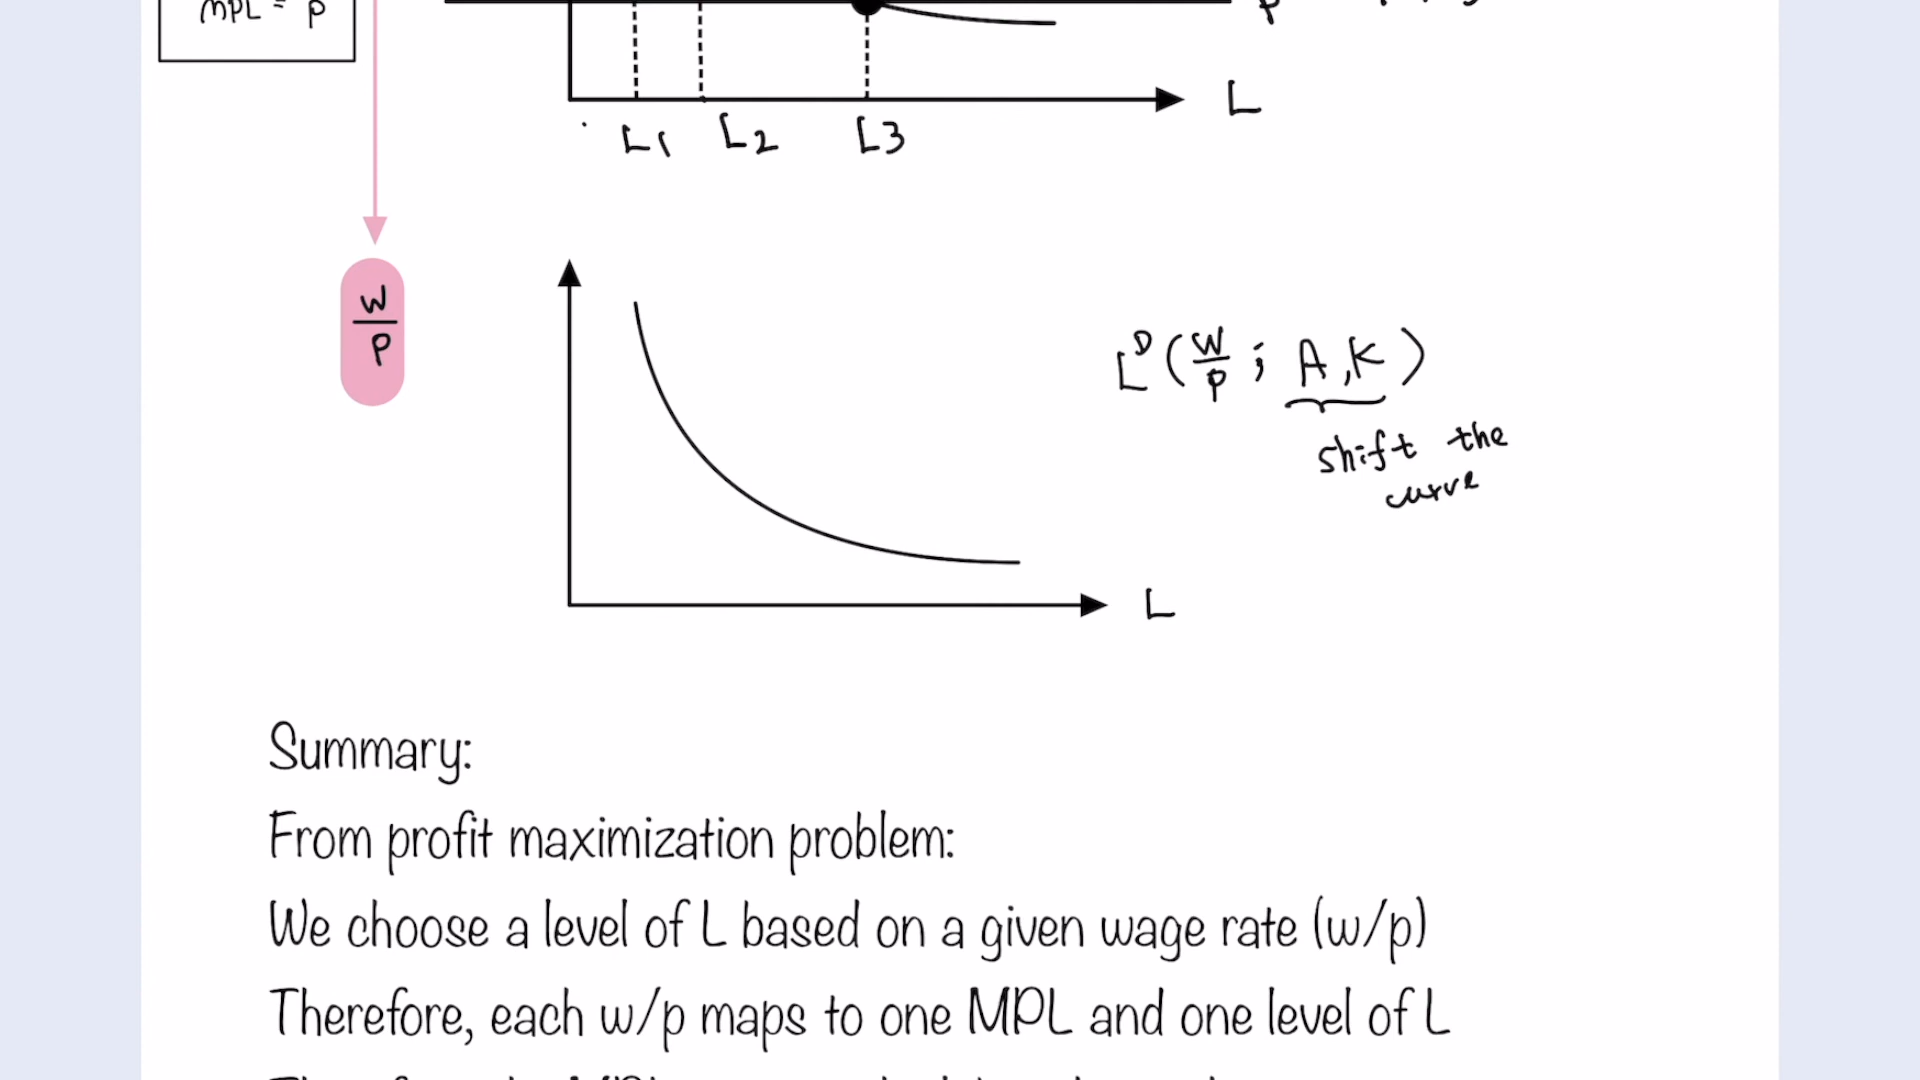 MPL = P
L
L1 L2 L3
W
P
L^D (W/P ; A, K)
shift the
curve
L
Summary:
From profit maximization problem:
We choose a level of L based on a given wage rate (w/p)
Therefore, each w/p maps to one MPL and one level of L